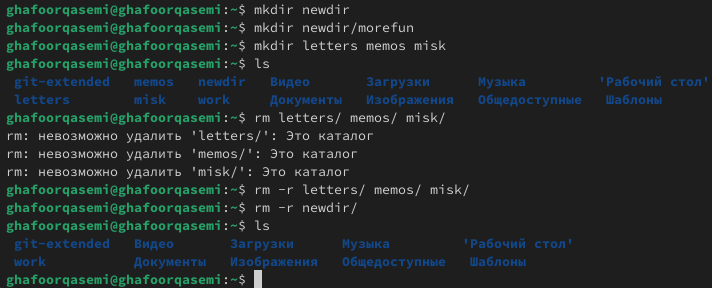 ghafoorqasemi@ghafoorqasemi:~$ mkdir newdir
ghafoorqasemi@ghafoorqasemi:~$ mkdir newdir/morefun
ghafoorqasemi@ghafoorqasemi:~$ mkdir letters memos misk
ghafoorqasemi@ghafoorqasemi:~$ ls
git-extended memos newdir Видео Загрузки Музыка 'Рабочий стол'
letters misk work Документы Изображения Общедоступные Шаблоны
ghafoorqasemi@ghafoorqasemi:~$ rm letters/ memos/ misk/
rm: невозможно удалить 'letters/': Это каталог
rm: невозможно удалить 'memos/': Это каталог
rm: невозможно удалить 'misk/': Это каталог
ghafoorqasemi@ghafoorqasemi:~$ rm -r letters/ memos/ misk/
ghafoorqasemi@ghafoorqasemi:~$ rm -r newdir/
ghafoorqasemi@ghafoorqasemi:~$ ls
git-extended Видео Загрузки Музыка 'Рабочий стол'
work Документы Изображения Общедоступные Шаблоны
ghafoorqasemi@ghafoorqasemi:~$